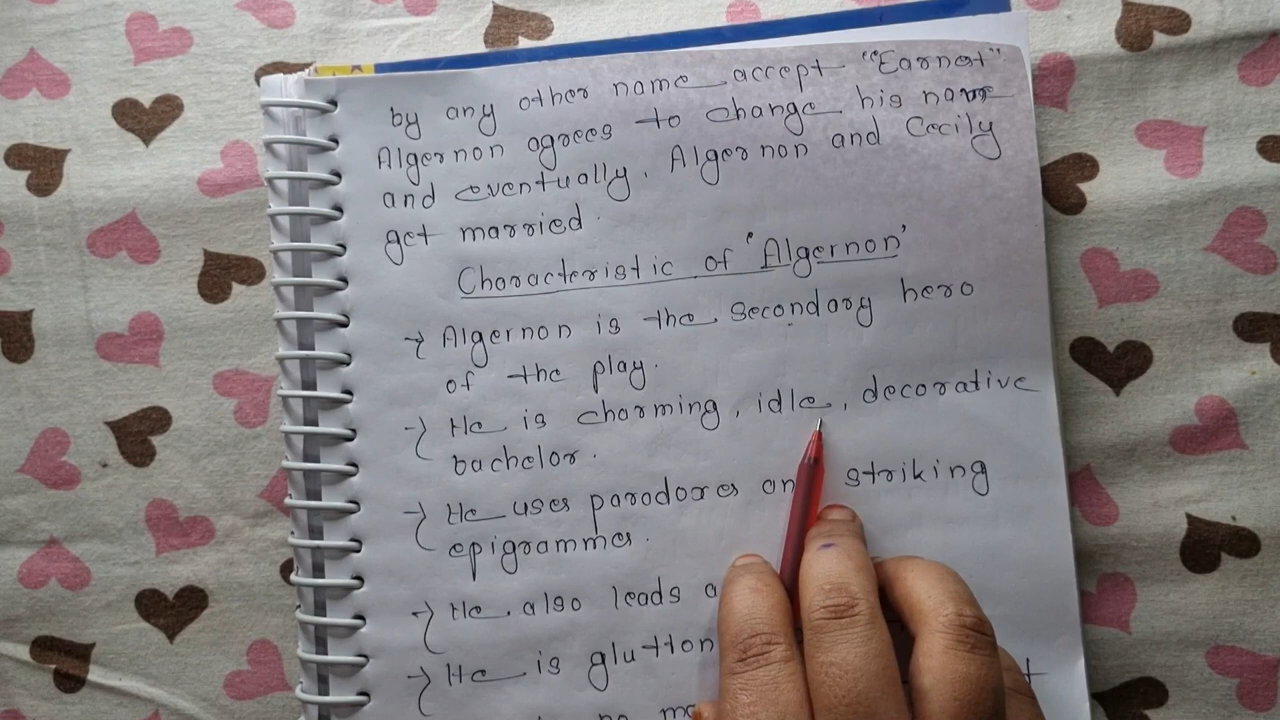 by any other name accept "Earnest"
Algernon agrees to change his name
and eventually. Algernon and Cecily
get married.
Characteristic of 'Algernon'
→ Algernon is the secondary hero
of the play.
→ He is charming, idle, decorative
bachelor.
→ He uses paradoxes and striking
epigrammes.
→ He also leads a
→ He is glutton
no